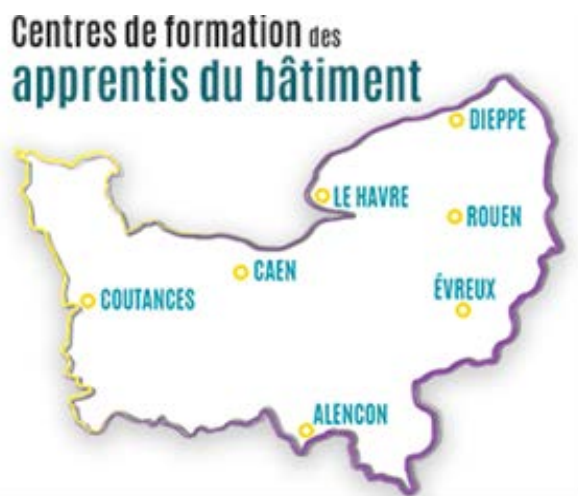 Centres de formation des
apprentis du bâtiment
DIEPPE
LE HAVRE
ROUEN
CAEN
ÉVREUX
COUTANCES
ALENCON